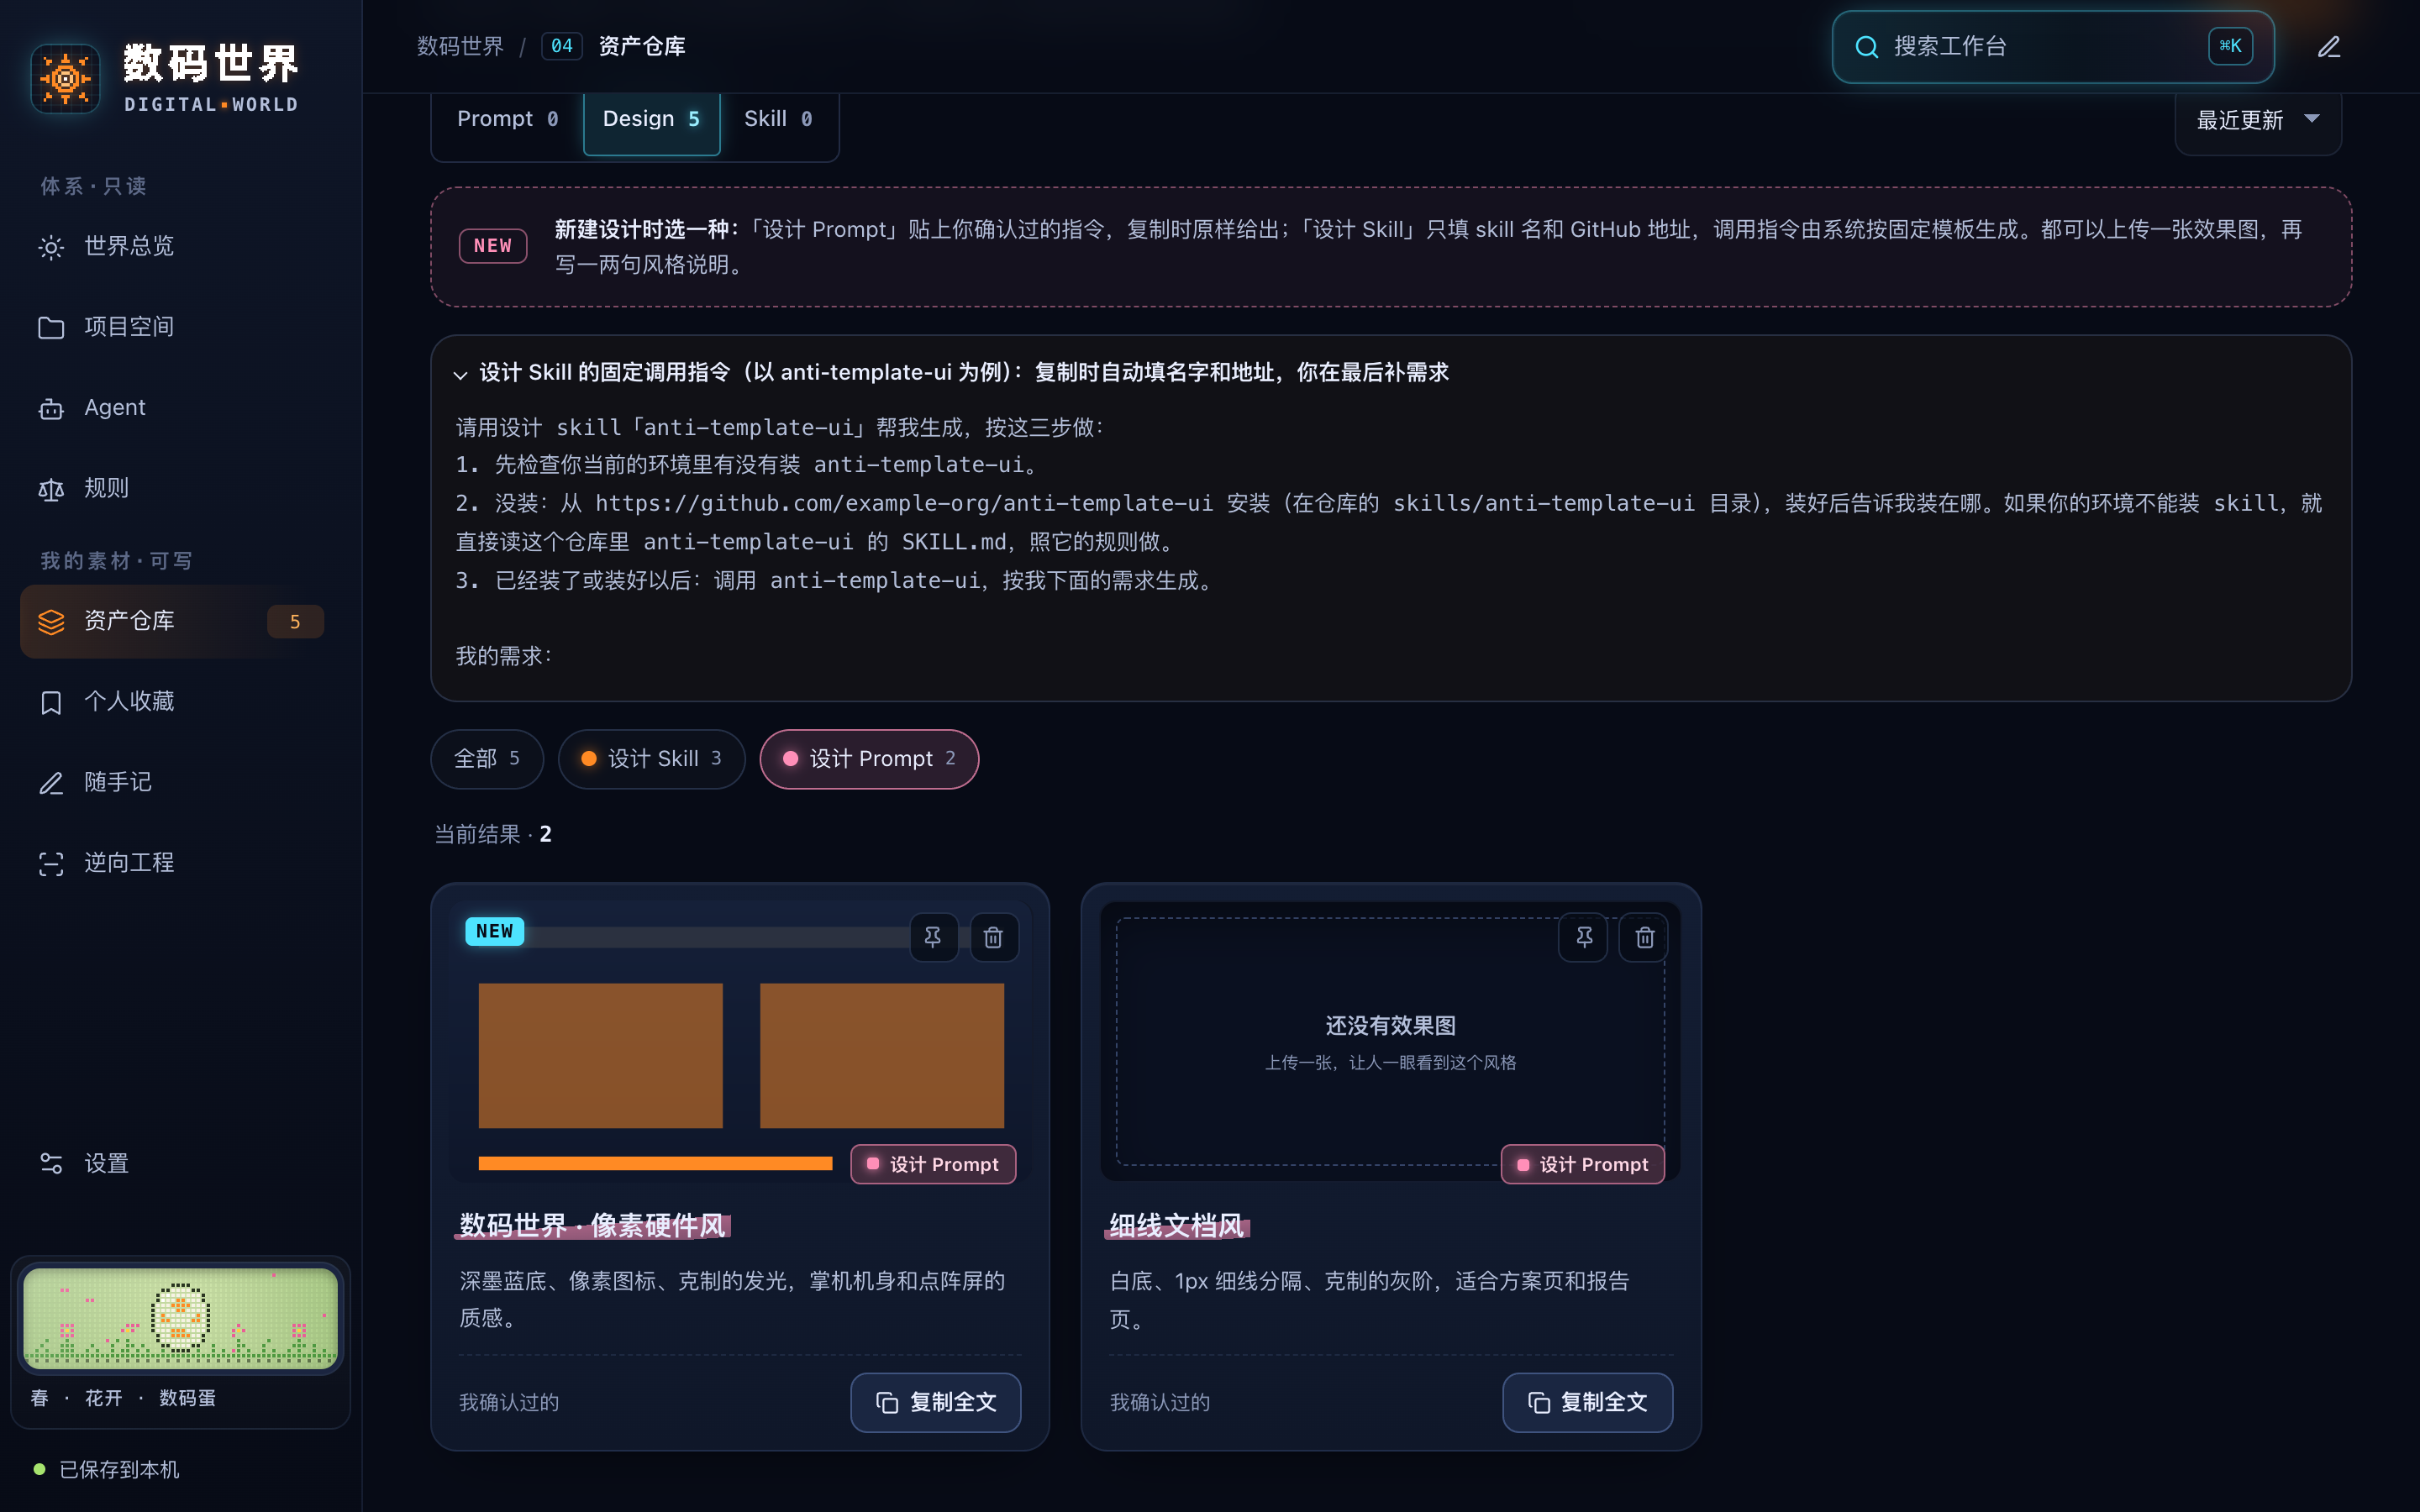 数码世界
DIGITAL·WORLD
体系·只读
世界总览
项目空间
Agent
规则
我的素材·可写
资产仓库 5
个人收藏
随手记
逆向工程
设置
春 · 花开 · 数码蛋
已保存到本机
数码世界 / 04 资产仓库
搜索工作台 ⌘K
Prompt 0 Design 5 Skill 0
最近更新
NEW
新建设计时选一种：「设计 Prompt」贴上你确认过的指令，复制时原样给出；「设计 Skill」只填 skill 名和 GitHub 地址，调用指令由系统按固定模板生成。都可以上传一张效果图，再
写一两句风格说明。
设计 Skill 的固定调用指令（以 anti-template-ui 为例）：复制时自动填名字和地址，你在最后补需求
请用设计 skill「anti-template-ui」帮我生成，按这三步做：
1. 先检查你当前的环境里有没有装 anti-template-ui。
2. 没装：从 https://github.com/example-org/anti-template-ui 安装（在仓库的 skills/anti-template-ui 目录），装好后告诉我装在哪。如果你的环境不能装 skill，就
直接读这个仓库里 anti-template-ui 的 SKILL.md，照它的规则做。
3. 已经装了或装好以后：调用 anti-template-ui，按我下面的需求生成。
我的需求：
全部 5 设计 Skill 3 设计 Prompt 2
当前结果 · 2
NEW
设计 Prompt
数码世界 · 像素硬件风
深墨蓝底、像素图标、克制的发光，掌机机身和点阵屏的
质感。
我确认过的
复制全文
还没有效果图
上传一张，让人一眼看到这个风格
设计 Prompt
细线文档风
白底、1px 细线分隔、克制的灰阶，适合方案页和报告
页。
我确认过的
复制全文